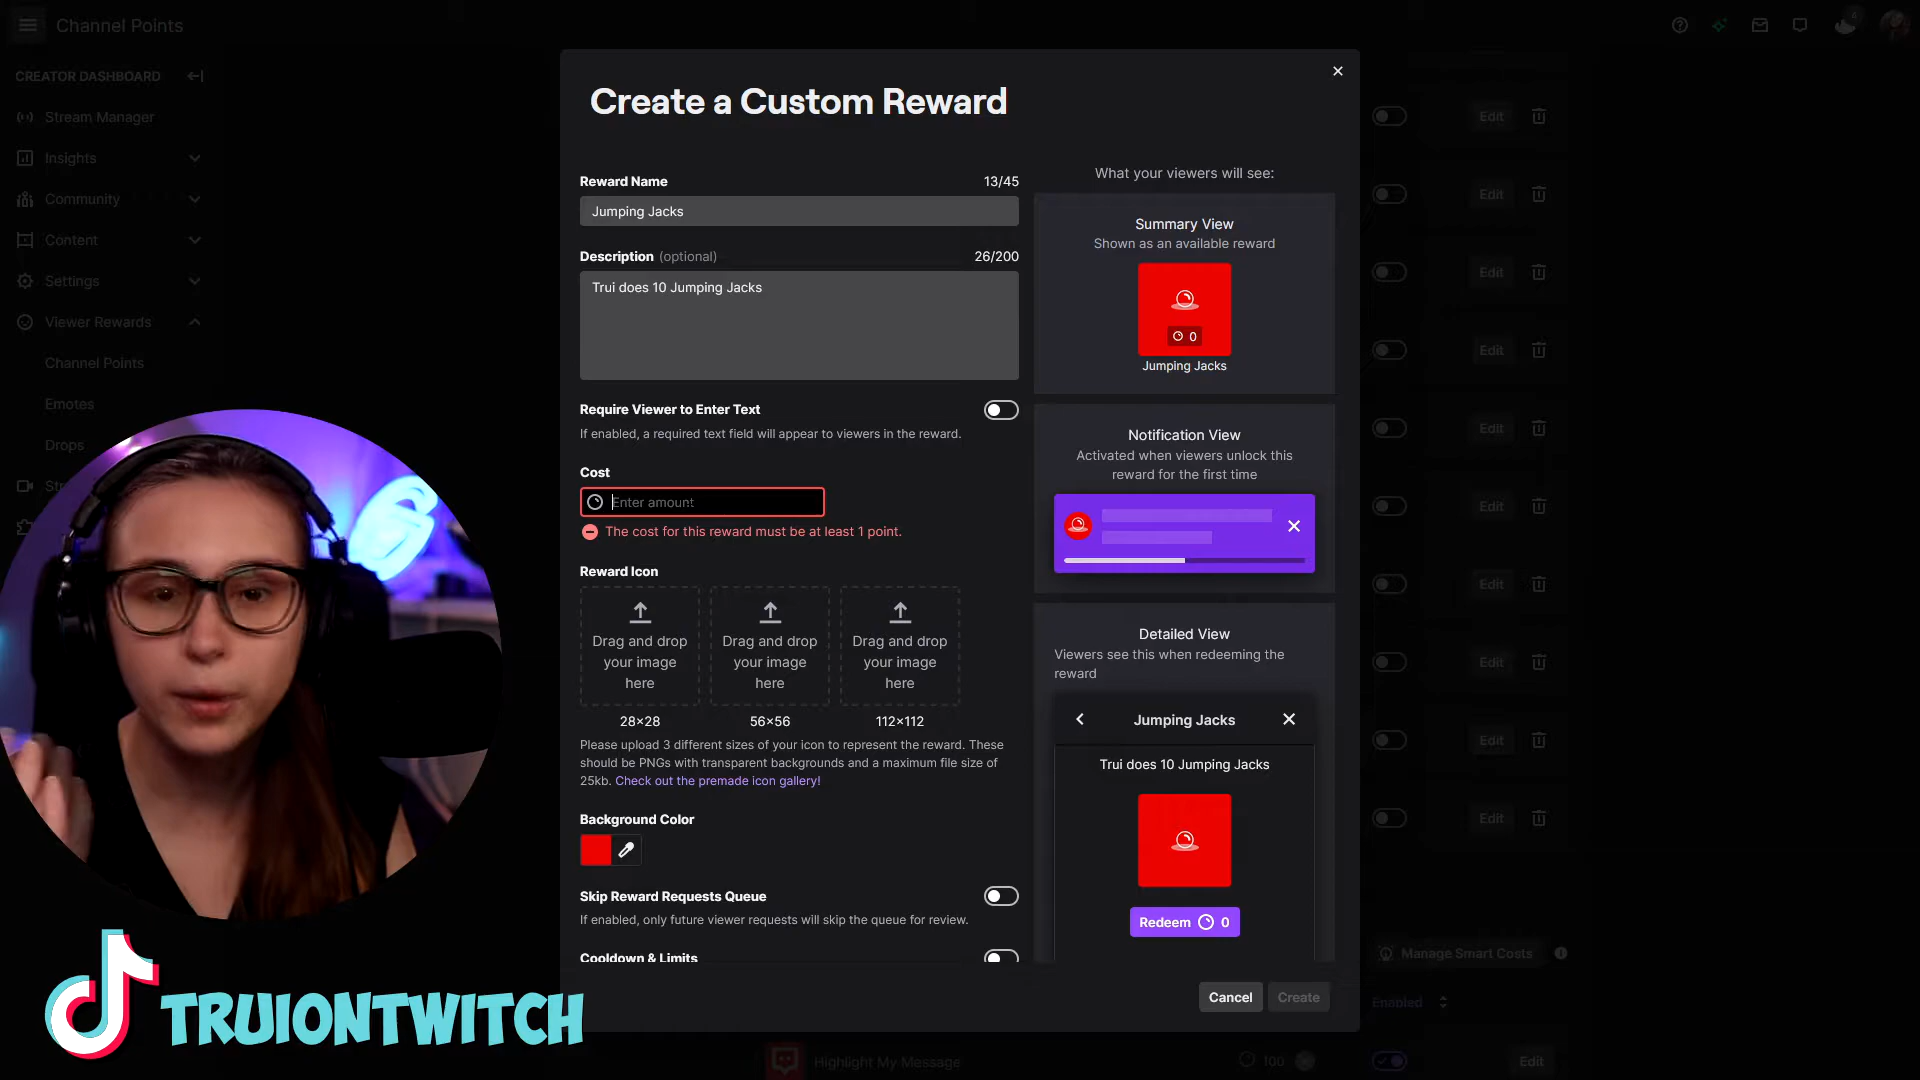 Channel Points
CREATOR DASHBOARD
Stream Manager
Insights
Community
Content
Settings
Viewer Rewards
Channel Points
Emotes
Drops
Create a Custom Reward
Reward Name
13/45
Jumping Jacks
Description (optional)
26/200
Trui does 10 Jumping Jacks
Require Viewer to Enter Text
If enabled, a required text field will appear to viewers in the reward.
Cost
Enter amount
The cost for this reward must be at least 1 point.
Reward Icon
Drag and drop
your image
here
Drag and drop
your image
here
Drag and drop
your image
here
28×28
56×56
112×112
Please upload 3 different sizes of your icon to represent the reward. These
should be PNGs with transparent backgrounds and a maximum file size of
25kb. Check out the premade icon gallery!
Background Color
Skip Reward Requests Queue
If enabled, only future viewer requests will skip the queue for review.
Cooldown & Limits
What your viewers will see:
Summary View
Shown as an available reward
0
Jumping Jacks
Notification View
Activated when viewers unlock this
reward for the first time
Detailed View
Viewers see this when redeeming the
reward
Jumping Jacks
Trui does 10 Jumping Jacks
Redeem 0
Cancel
Create
Edit
Edit
Edit
Edit
Edit
Edit
Edit
Edit
Edit
Edit
Manage Smart Costs
Enabled
Highlight My Message
100
Edit
TRUIONTWITCH